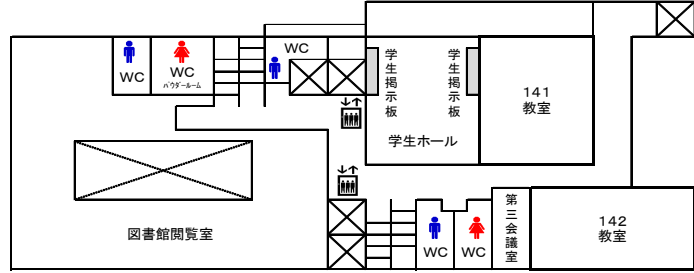 WC
WC
パウダールーム
WC
学生掲示板
学生掲示板
141
教室
学生ホール
図書館閲覧室
WC
WC
第三会議室
142
教室